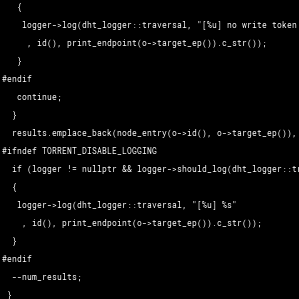 {
logger->log(dht_logger::traversal, "[%u] no write token
, id(), print_endpoint(o->target_ep()).c_str());
}
#endif
continue;
}
results.emplace_back(node_entry(o->id(), o->target_ep()),
#ifndef TORRENT_DISABLE_LOGGING
if (logger != nullptr && logger->should_log(dht_logger::tr
{
logger->log(dht_logger::traversal, "[%u] %s"
, id(), print_endpoint(o->target_ep()).c_str());
}
#endif
--num_results;
}